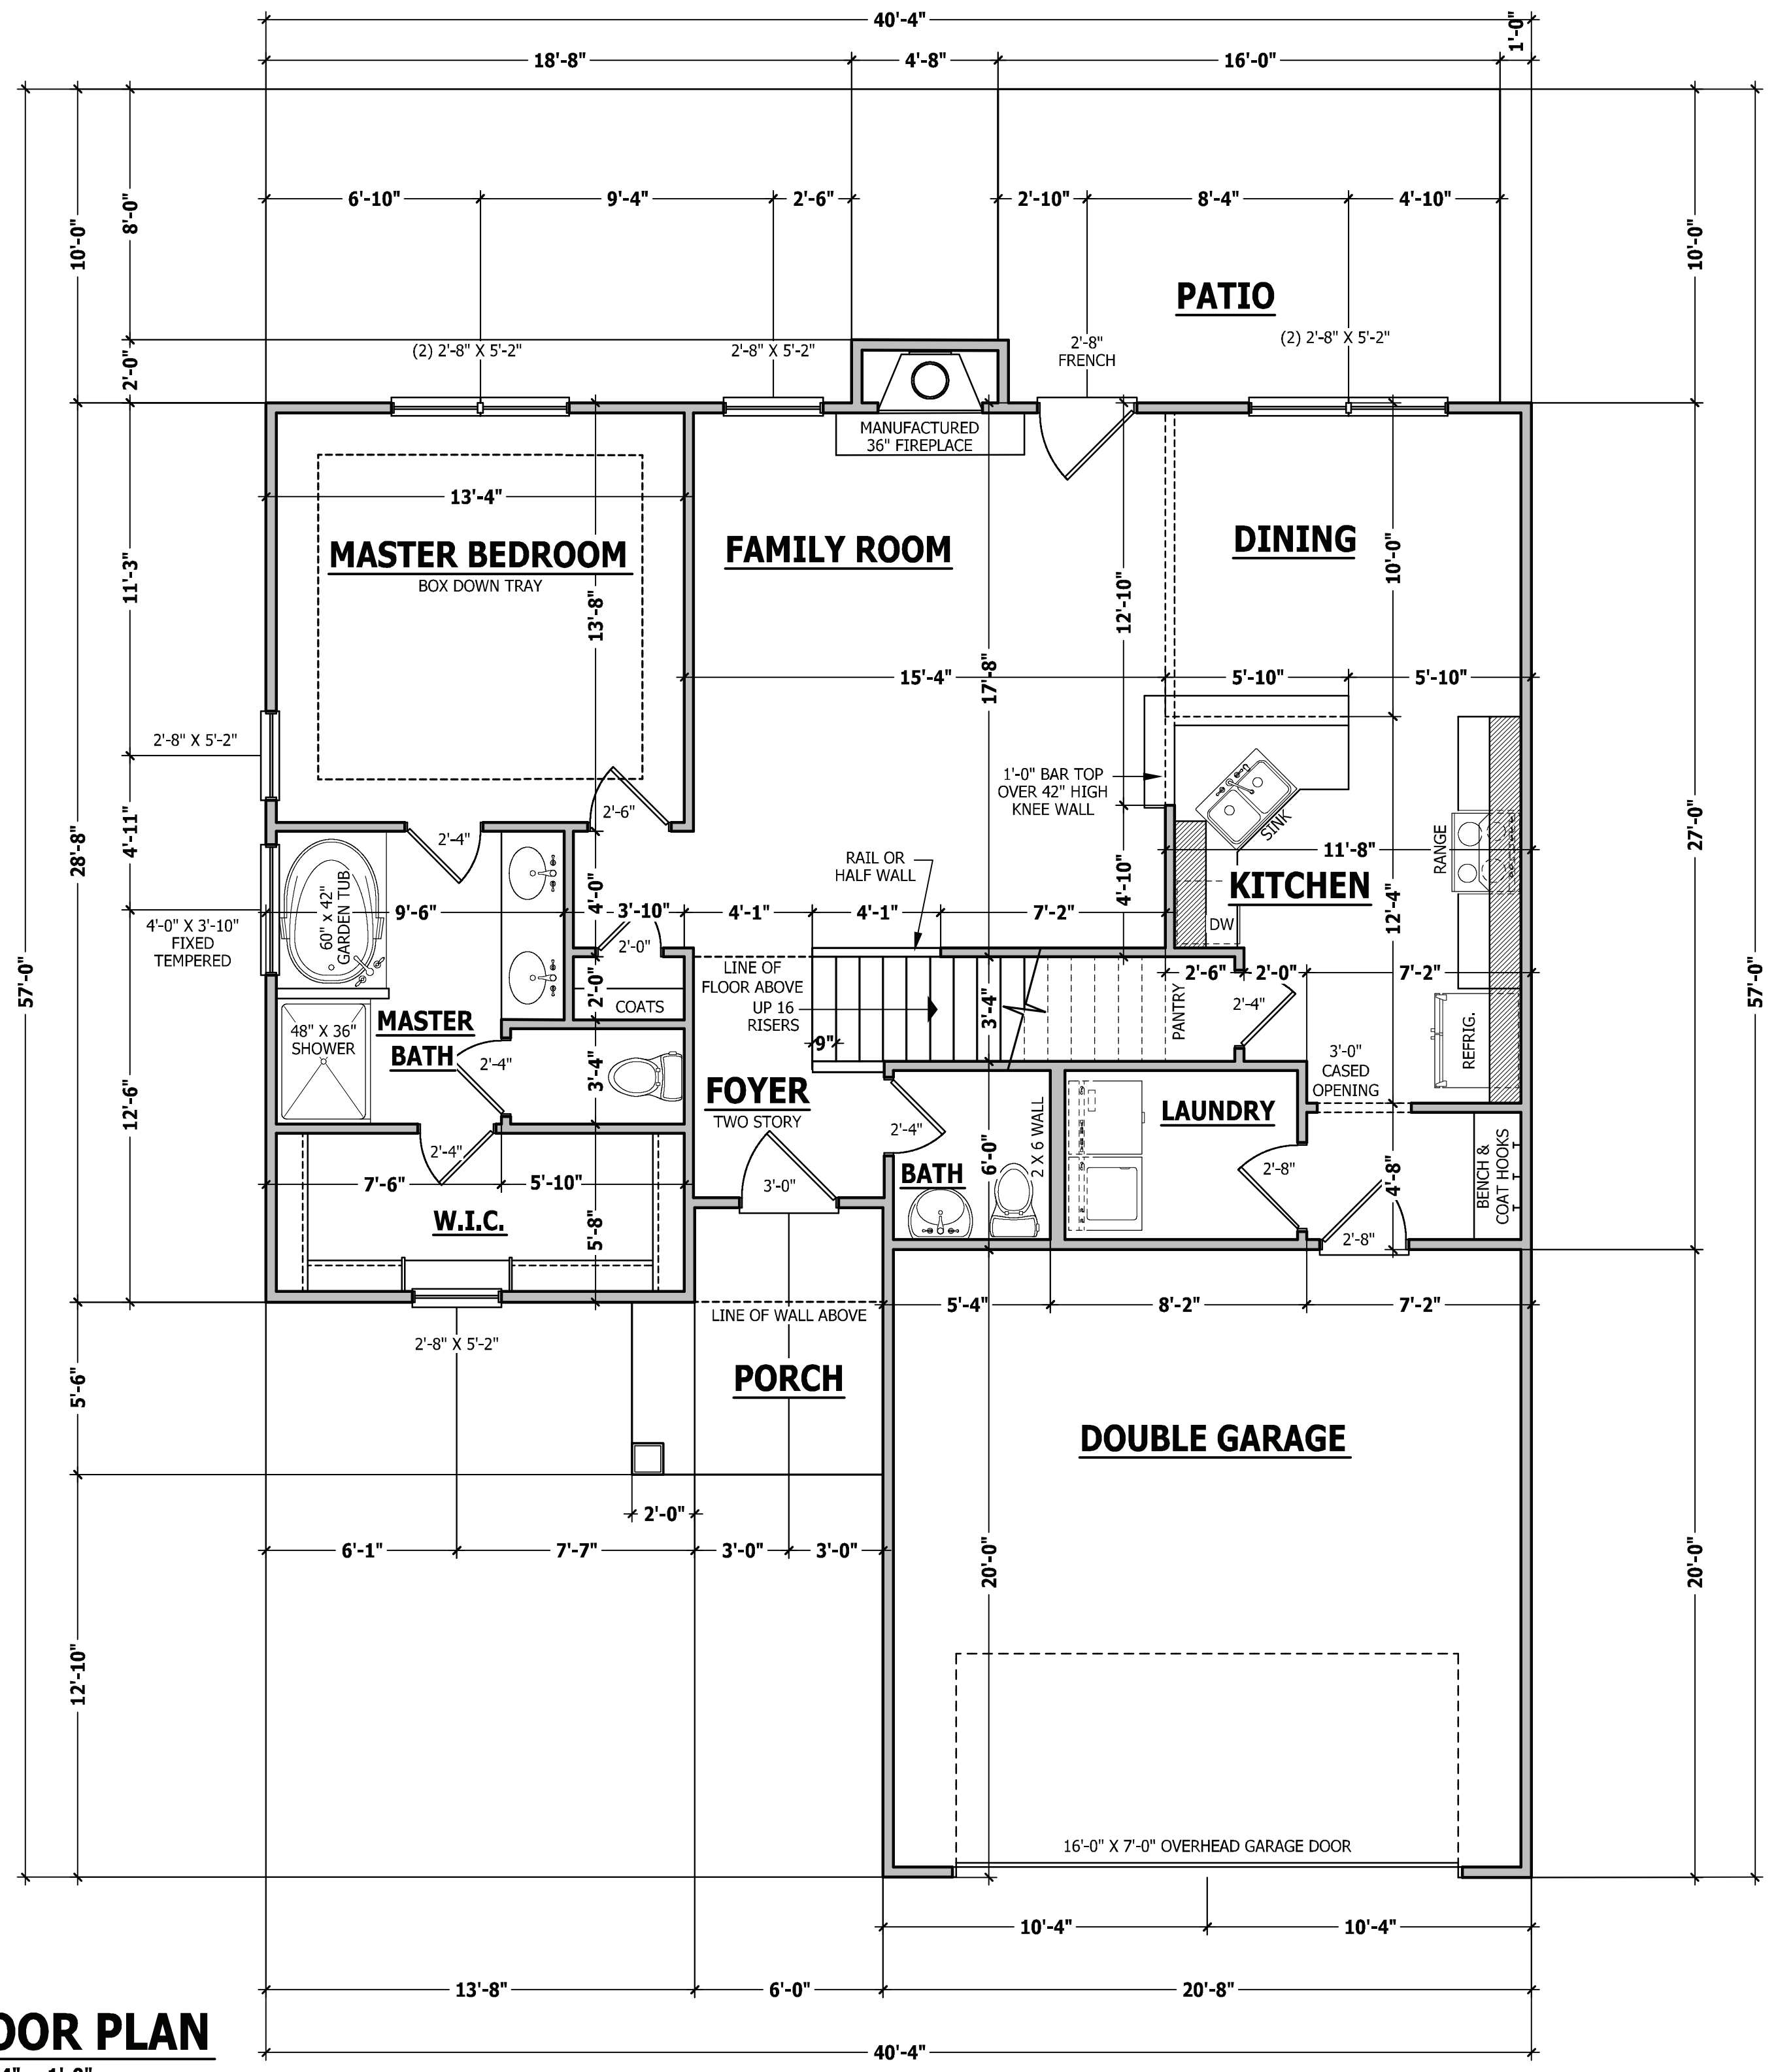 40'-4"
18'-8"
4'-8"
16'-0"
1'-0"
6'-10"
9'-4"
2'-6"
2'-10"
8'-4"
4'-10"
8'-0"
10'-0"
10'-0"
2'-0"
PATIO
(2) 2'-8" X 5'-2"
2'-8" X 5'-2"
2'-8"
FRENCH
(2) 2'-8" X 5'-2"
MANUFACTURED
36" FIREPLACE
13'-4"
MASTER BEDROOM
BOX DOWN TRAY
FAMILY ROOM
DINING
11'-3"
13'-8"
12'-10"
10'-0"
17'-8"
15'-4"
5'-10"
5'-10"
2'-8" X 5'-2"
1'-0" BAR TOP
OVER 42" HIGH
KNEE WALL
SINK
2'-6"
2'-4"
4'-11"
28'-8"
27'-0"
RANGE
11'-8"
RAIL OR
HALF WALL
KITCHEN
60" x 42"
GARDEN TUB
9'-6"
4'-0"
3'-10"
4'-1"
4'-1"
7'-2"
4'-10"
12'-4"
DW
4'-0" X 3'-10"
FIXED
TEMPERED
2'-0"
57'-0"
57'-0"
LINE OF
FLOOR ABOVE
UP 16
RISERS
9"
3'-4"
PANTRY
2'-6"
2'-0"
7'-2"
2'-4"
2'-0"
COATS
MASTER
BATH
48" X 36"
SHOWER
2'-4"
3'-4"
REFRIG.
3'-0"
CASED
OPENING
12'-6"
FOYER
TWO STORY
LAUNDRY
2'-4"
2 X 6 WALL
6'-0"
BATH
2'-8"
4'-8"
BENCH &
COAT HOOKS
2'-4"
7'-6"
5'-10"
3'-0"
W.I.C.
5'-8"
2'-8"
LINE OF WALL ABOVE
5'-4"
8'-2"
7'-2"
2'-8" X 5'-2"
PORCH
5'-6"
DOUBLE GARAGE
2'-0"
6'-1"
7'-7"
3'-0"
3'-0"
20'-0"
20'-0"
12'-10"
16'-0" X 7'-0" OVERHEAD GARAGE DOOR
10'-4"
10'-4"
13'-8"
6'-0"
20'-8"
OOR PLAN
40'-4"